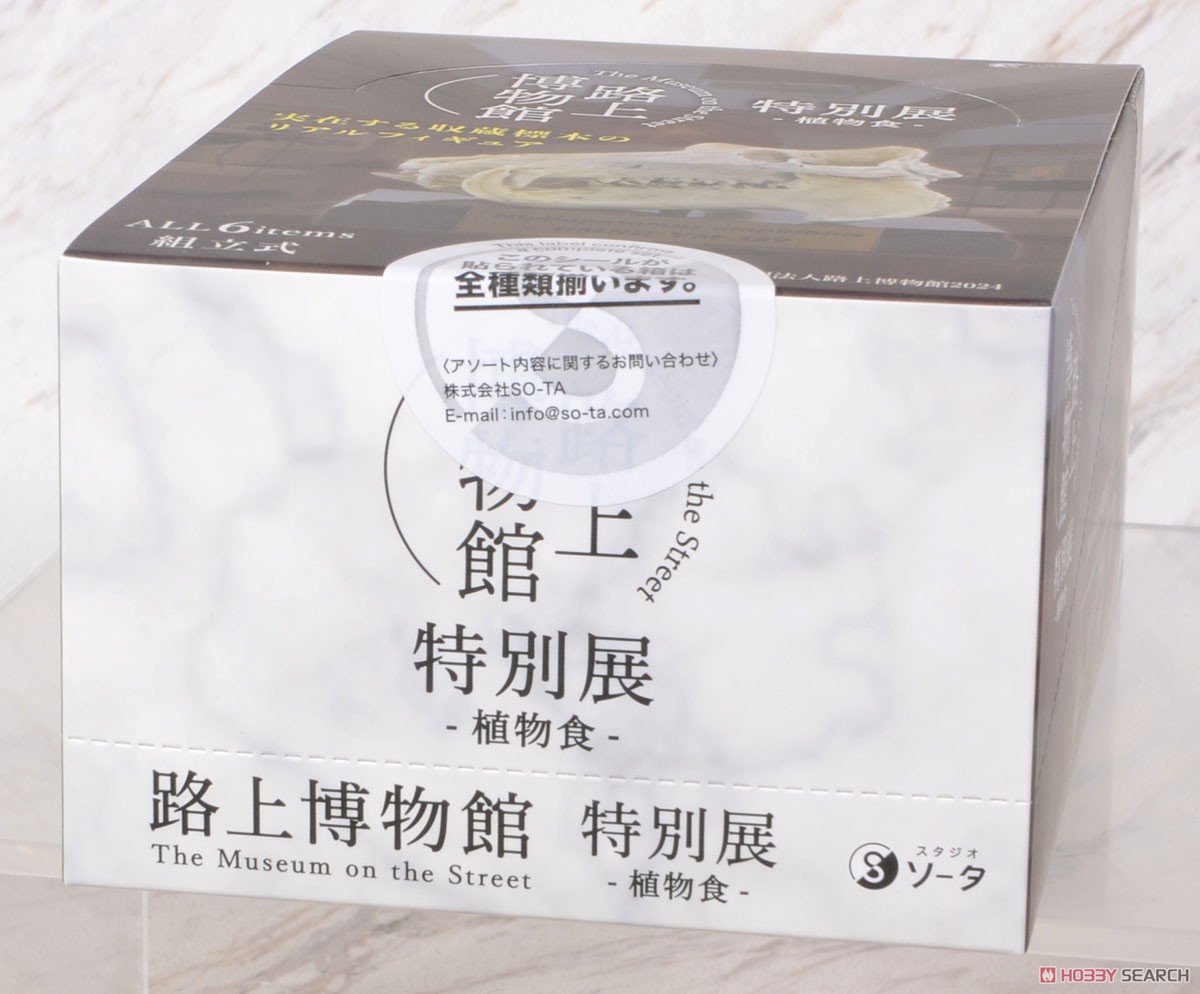 路上
博物館
The Museum on the Street
特別展
- 植物食 -
実在する収蔵標本の
リアルフィギュア
ALL 6 items
組立式
法人路上博物館2024
This label confirms
a complete set.
このシールが
貼られている箱は
全種類揃います。
〈アソート内容に関するお問い合わせ〉
株式会社SO-TA
E-mail：info@so-ta.com
上
物館
the Street
特別展
- 植物食 -
路上博物館
The Museum on the Street
特別展
- 植物食 -
スタジオ
ソータ
HOBBY SEARCH